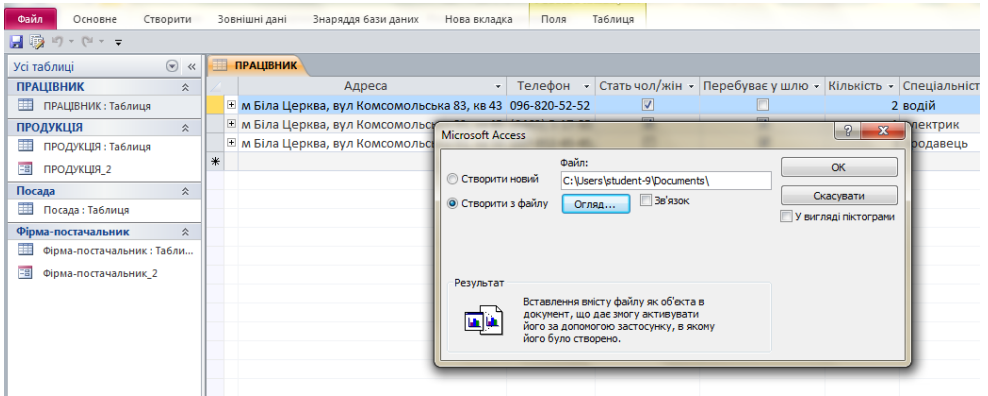 Файл Основне Створити Зовнішні дані Знаряддя бази даних Нова вкладка Поля Таблиця
Усі таблиці
ПРАЦІВНИК
ПРАЦІВНИК : Таблиця
ПРОДУКЦІЯ
ПРОДУКЦІЯ : Таблиця
ПРОДУКЦІЯ_2
Посада
Посада : Таблиця
Фірма-постачальник
Фірма-постачальник : Табли...
Фірма-постачальник_2
ПРАЦІВНИК
Адреса Телефон Стать чол/жін Перебуває у шлю Кількість Спеціальніст
м Біла Церква, вул Комсомольська 83, кв 43 096-820-52-52 2 водій
м Біла Церква, вул Комсомольсь
м Біла Церква, вул Комсомольс
Microsoft Access
Створити новий
Створити з файлу
Файл:
C:\Users\student-9\Documents\
Огляд...
Зв'язок
ОК
Скасувати
У вигляді піктограми
Результат
Вставлення вмісту файлу як об'єкта в
документ, що дає змогу активувати
його за допомогою застосунку, в якому
його було створено.